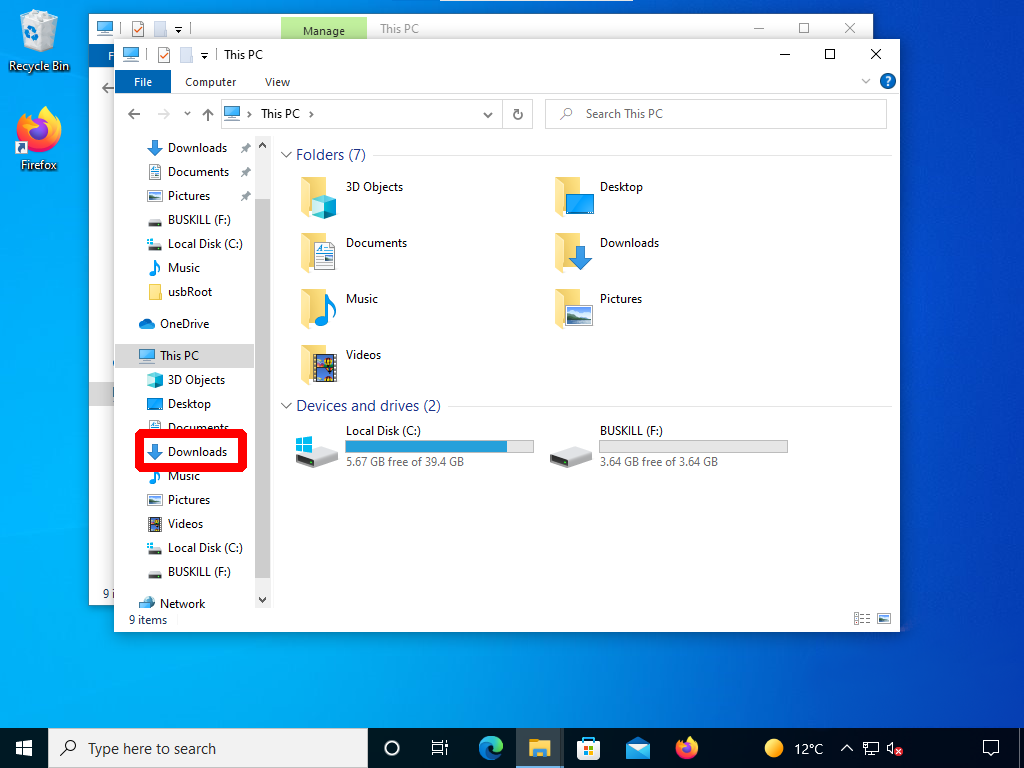 Recycle Bin
Firefox
Manage
This PC
This PC
File
Computer
View
This PC
Search This PC
Downloads
Documents
Pictures
BUSKILL (F:)
Local Disk (C:)
Music
usbRoot
OneDrive
This PC
3D Objects
Desktop
Documents
Downloads
Music
Pictures
Videos
Local Disk (C:)
BUSKILL (F:)
Network
Folders (7)
3D Objects
Desktop
Documents
Downloads
Music
Pictures
Videos
Devices and drives (2)
Local Disk (C:)
5.67 GB free of 39.4 GB
BUSKILL (F:)
3.64 GB free of 3.64 GB
9 items
Type here to search
12°C